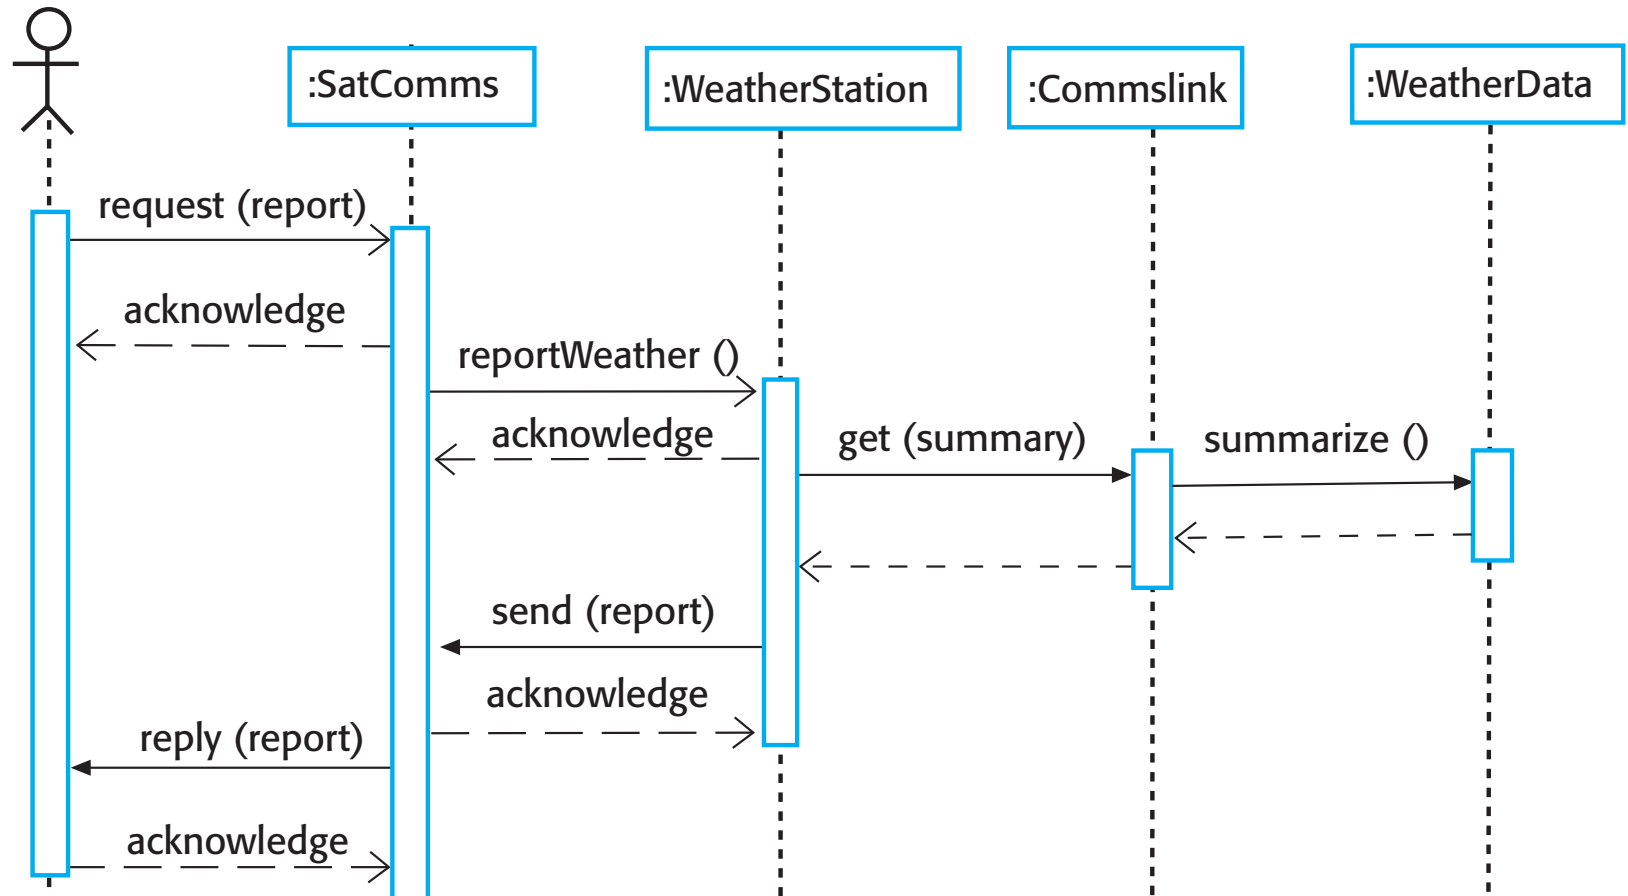 :SatComms
:WeatherStation
:Commslink
:WeatherData
request (report)
acknowledge
reportWeather ()
acknowledge
get (summary)
summarize ()
send (report)
acknowledge
reply (report)
acknowledge